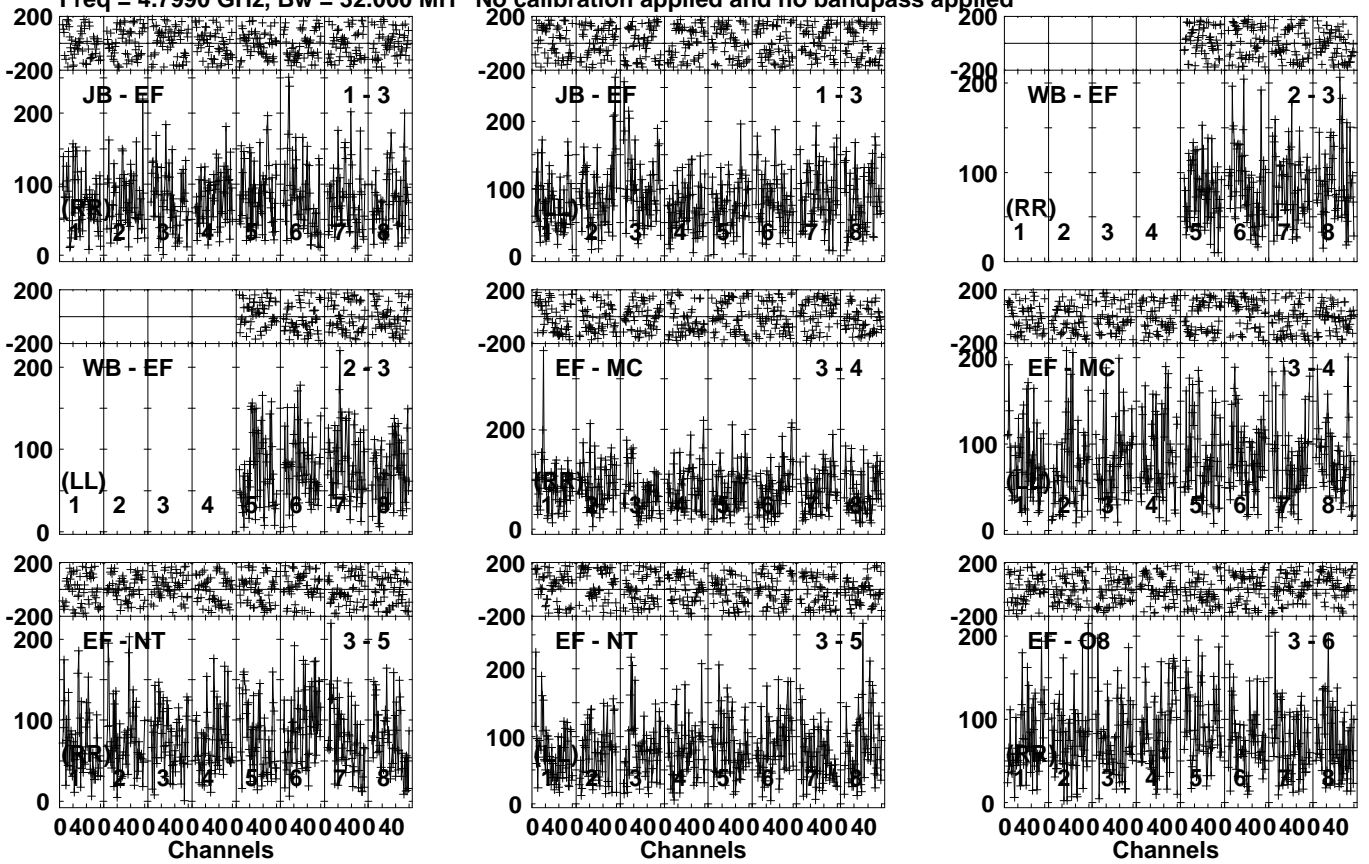 Freq = 4.7990 GHz, Bw = 32.000 MH No calibration applied and no bandpass applied
200 200 200
-200 -200 -200
JB - EF 1 - 3 JB - EF 1 - 3 WB - EF 2 - 3
200 200 200
100 100 100
(RR) (LL) (RR)
1 2 3 4 5 6 7 8 1 2 3 4 5 6 7 8 1 2 3 4 5 6 7 8
0 0 0
200 200 200
-200 -200 -200
WB - EF 2 - 3 EF - MC 3 - 4 EF - MC 3 - 4
200 200 200
100 100
(LL) (RR) (LL)
1 2 3 4 5 6 7 8 1 2 3 4 5 6 7 8 1 2 3 4 5 6 7 8
0 0 0
200 200 200
-200 -200 -200
EF - NT 3 - 5 EF - NT 3 - 5 EF - O8 3 - 6
200 200 200
100 100 100
(RR) (LL) (RR)
1 2 3 4 5 6 7 8 1 2 3 4 5 6 7 8 1 2 3 4 5 6 7 8
0 0 0
0 40 0 40 0 40 0 40 0 40 0 40 0 40 0 40 0 40 0 40 0 40 0 40 0 40 0 40 0 40 0 40 0 40 0 40 0 40 0 40 0 40 0 40 0 40 0 40
Channels Channels Channels